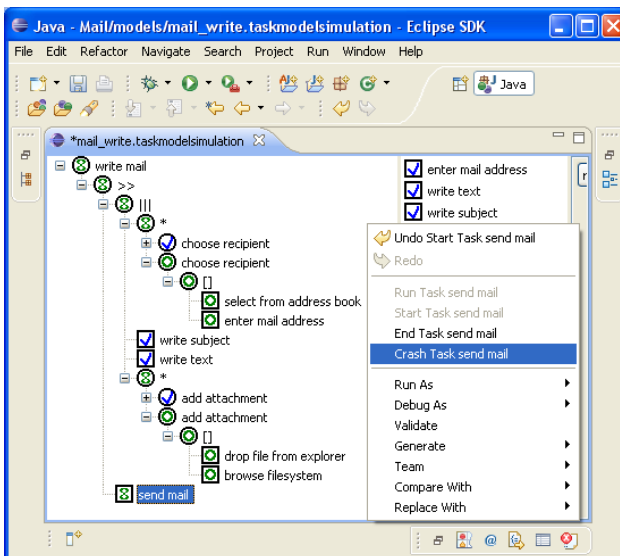 Java - Mail/models/mail_write.taskmodelsimulation - Eclipse SDK
File Edit Refactor Navigate Search Project Run Window Help
Java
*mail_write.taskmodelsimulation
write mail
>>
|||
*
choose recipient
choose recipient
[]
select from address book
enter mail address
write subject
write text
*
add attachment
add attachment
[]
drop file from explorer
browse filesystem
send mail
enter mail address
write text
write subject
Undo Start Task send mail
Redo
Run Task send mail
Start Task send mail
End Task send mail
Crash Task send mail
Run As
Debug As
Validate
Generate
Team
Compare With
Replace With